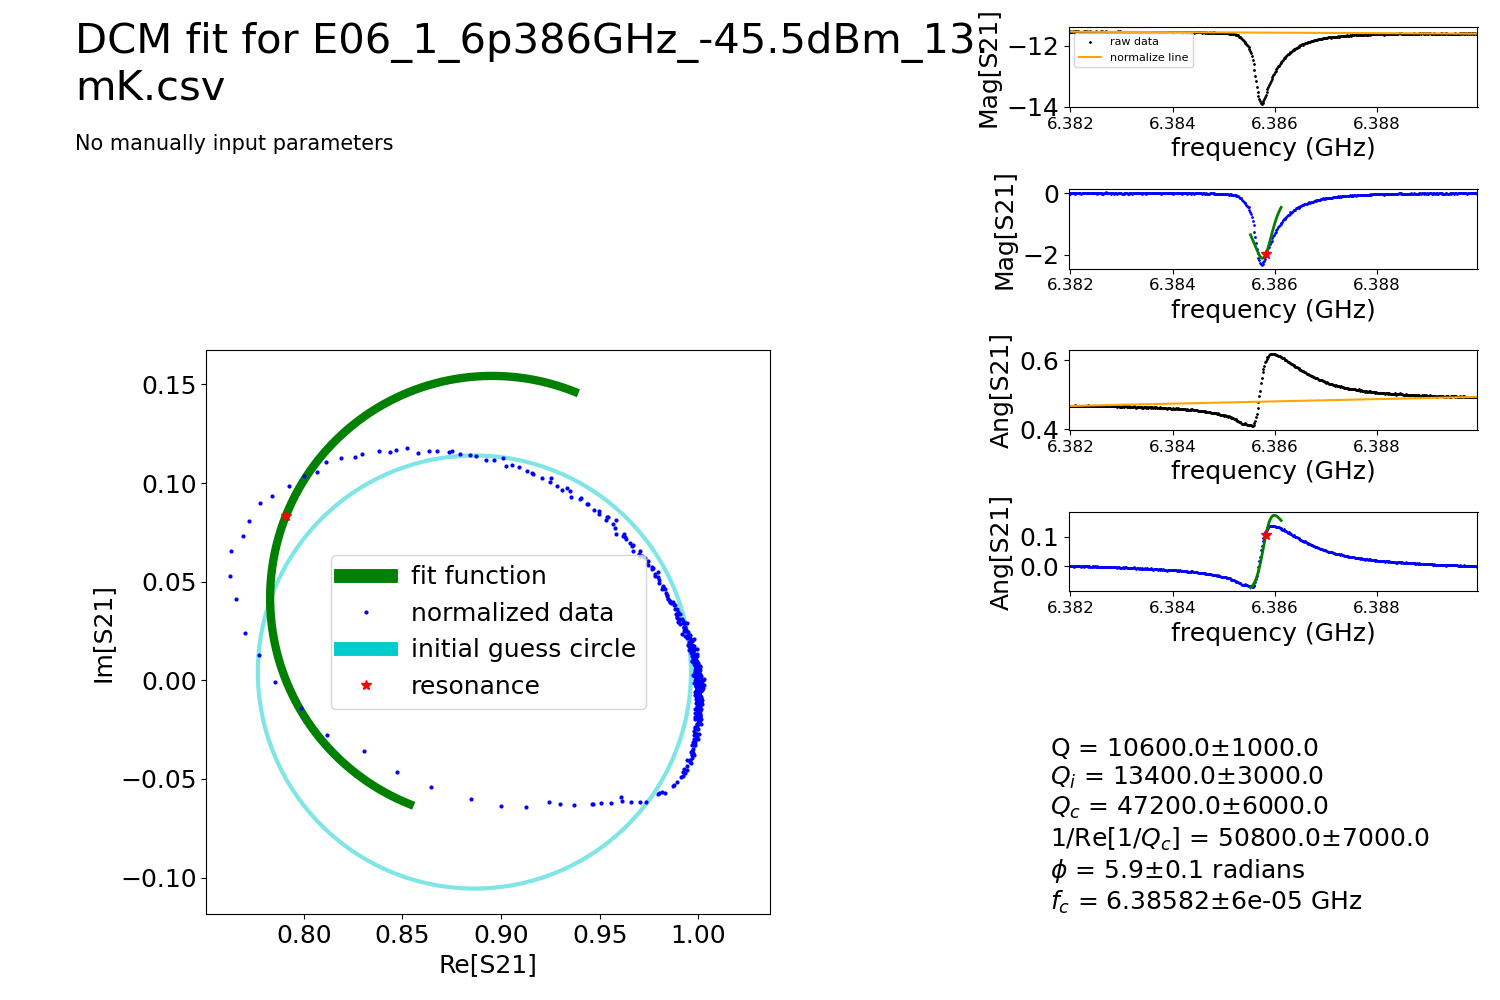 DCM fit for E06_1_6p386GHz_-45.5dBm_13.
mK.csv
No manually input parameters
Mag[S21]
−12
−14
raw data
normalize line
6.382 6.384 6.386 6.388
frequency (GHz)
Mag[S21]
0
−2
6.382 6.384 6.386 6.388
frequency (GHz)
Ang[S21]
0.6
0.4
6.382 6.384 6.386 6.388
frequency (GHz)
Ang[S21]
0.1
0.0
6.382 6.384 6.386 6.388
frequency (GHz)
Im[S21]
0.15
0.10
0.05
0.00
−0.05
−0.10
fit function
normalized data
initial guess circle
resonance
0.80 0.85 0.90 0.95 1.00
Re[S21]
Q = 10600.0±1000.0
Q_i = 13400.0±3000.0
Q_c = 47200.0±6000.0
1/Re[1/Q_c] = 50800.0±7000.0
ϕ = 5.9±0.1 radians
f_c = 6.38582±6e-05 GHz